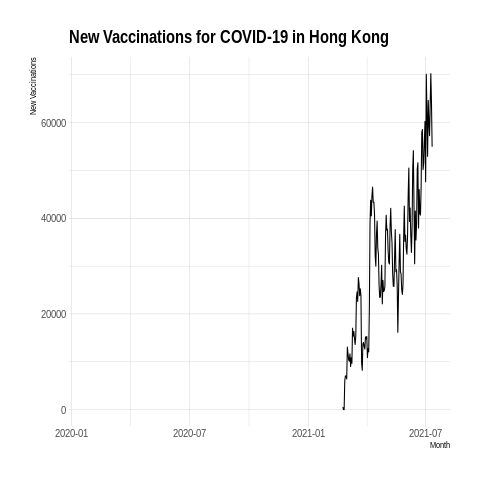 New Vaccinations for COVID-19 in Hong Kong
New Vaccinations
60000
40000
20000
0
2020-01 2020-07 2021-01 2021-07
Month